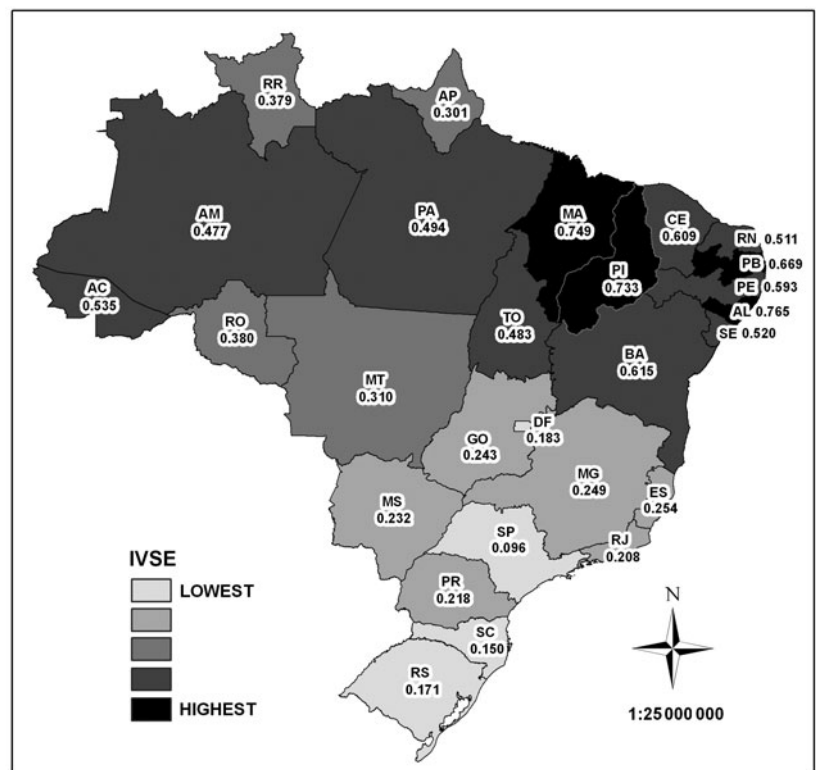 RR
0.379
AP
0.301
AM
0.477
PA
0.494
MA
0.749
CE
0.609
RN 0.511
PB 0.669
PI
0.733
PE 0.593
AL 0.765
SE 0.520
AC
0.535
RO
0.380
TO
0.483
BA
0.615
MT
0.310
DF
0.183
GO
0.243
MG
0.249
ES
0.254
MS
0.232
SP
0.096
RJ
0.208
PR
0.218
SC
0.150
RS
0.171
IVSE
LOWEST
HIGHEST
N
1:25 000 000